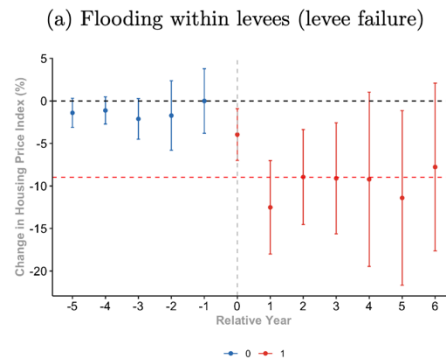 (a) Flooding within levees (levee failure)
Change in Housing Price Index (%)
5
0
-5
-10
-15
-20
-5 -4 -3 -2 -1 0 1 2 3 4 5 6
Relative Year
0 1